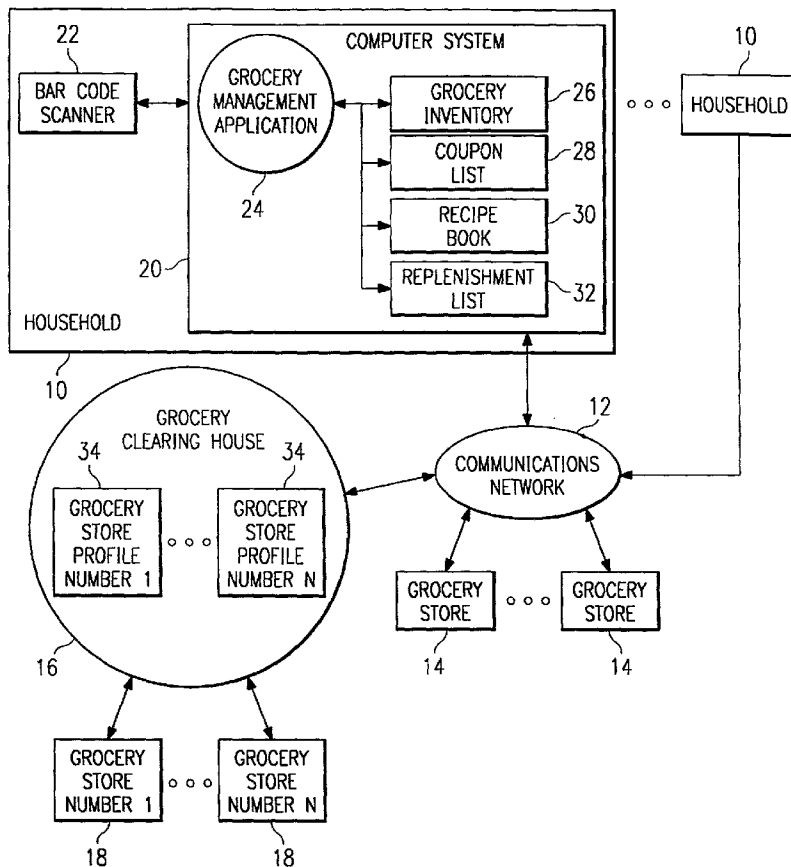 22
COMPUTER SYSTEM
BAR CODE
SCANNER
GROCERY
MANAGEMENT
APPLICATION
24
GROCERY
INVENTORY
26
COUPON
LIST
28
RECIPE
BOOK
30
REPLENISHMENT
LIST
32
20
HOUSEHOLD
10
10
HOUSEHOLD
GROCERY
CLEARING HOUSE
34
34
GROCERY
STORE
PROFILE
NUMBER 1
GROCERY
STORE
PROFILE
NUMBER N
16
12
COMMUNICATIONS
NETWORK
GROCERY
STORE
GROCERY
STORE
14
14
GROCERY
STORE
NUMBER 1
GROCERY
STORE
NUMBER N
18
18